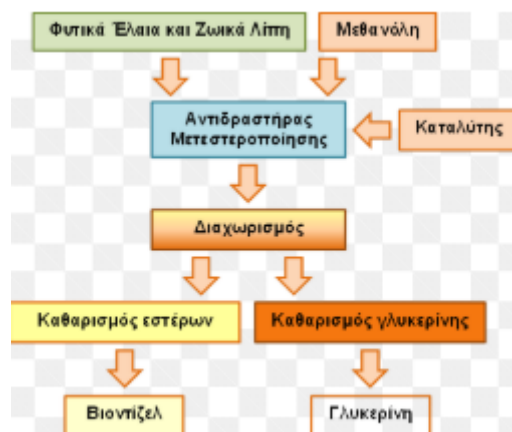 Φυτικά Έλαια και Ζωικά Λίπη
Μεθανόλη
Αντιδραστήρας
Μετεστεροποίησης
Καταλύτης
Διαχωρισμός
Καθαρισμός εστέρων
Καθαρισμός γλυκερίνης
Βιοντίζελ
Γλυκερίνη